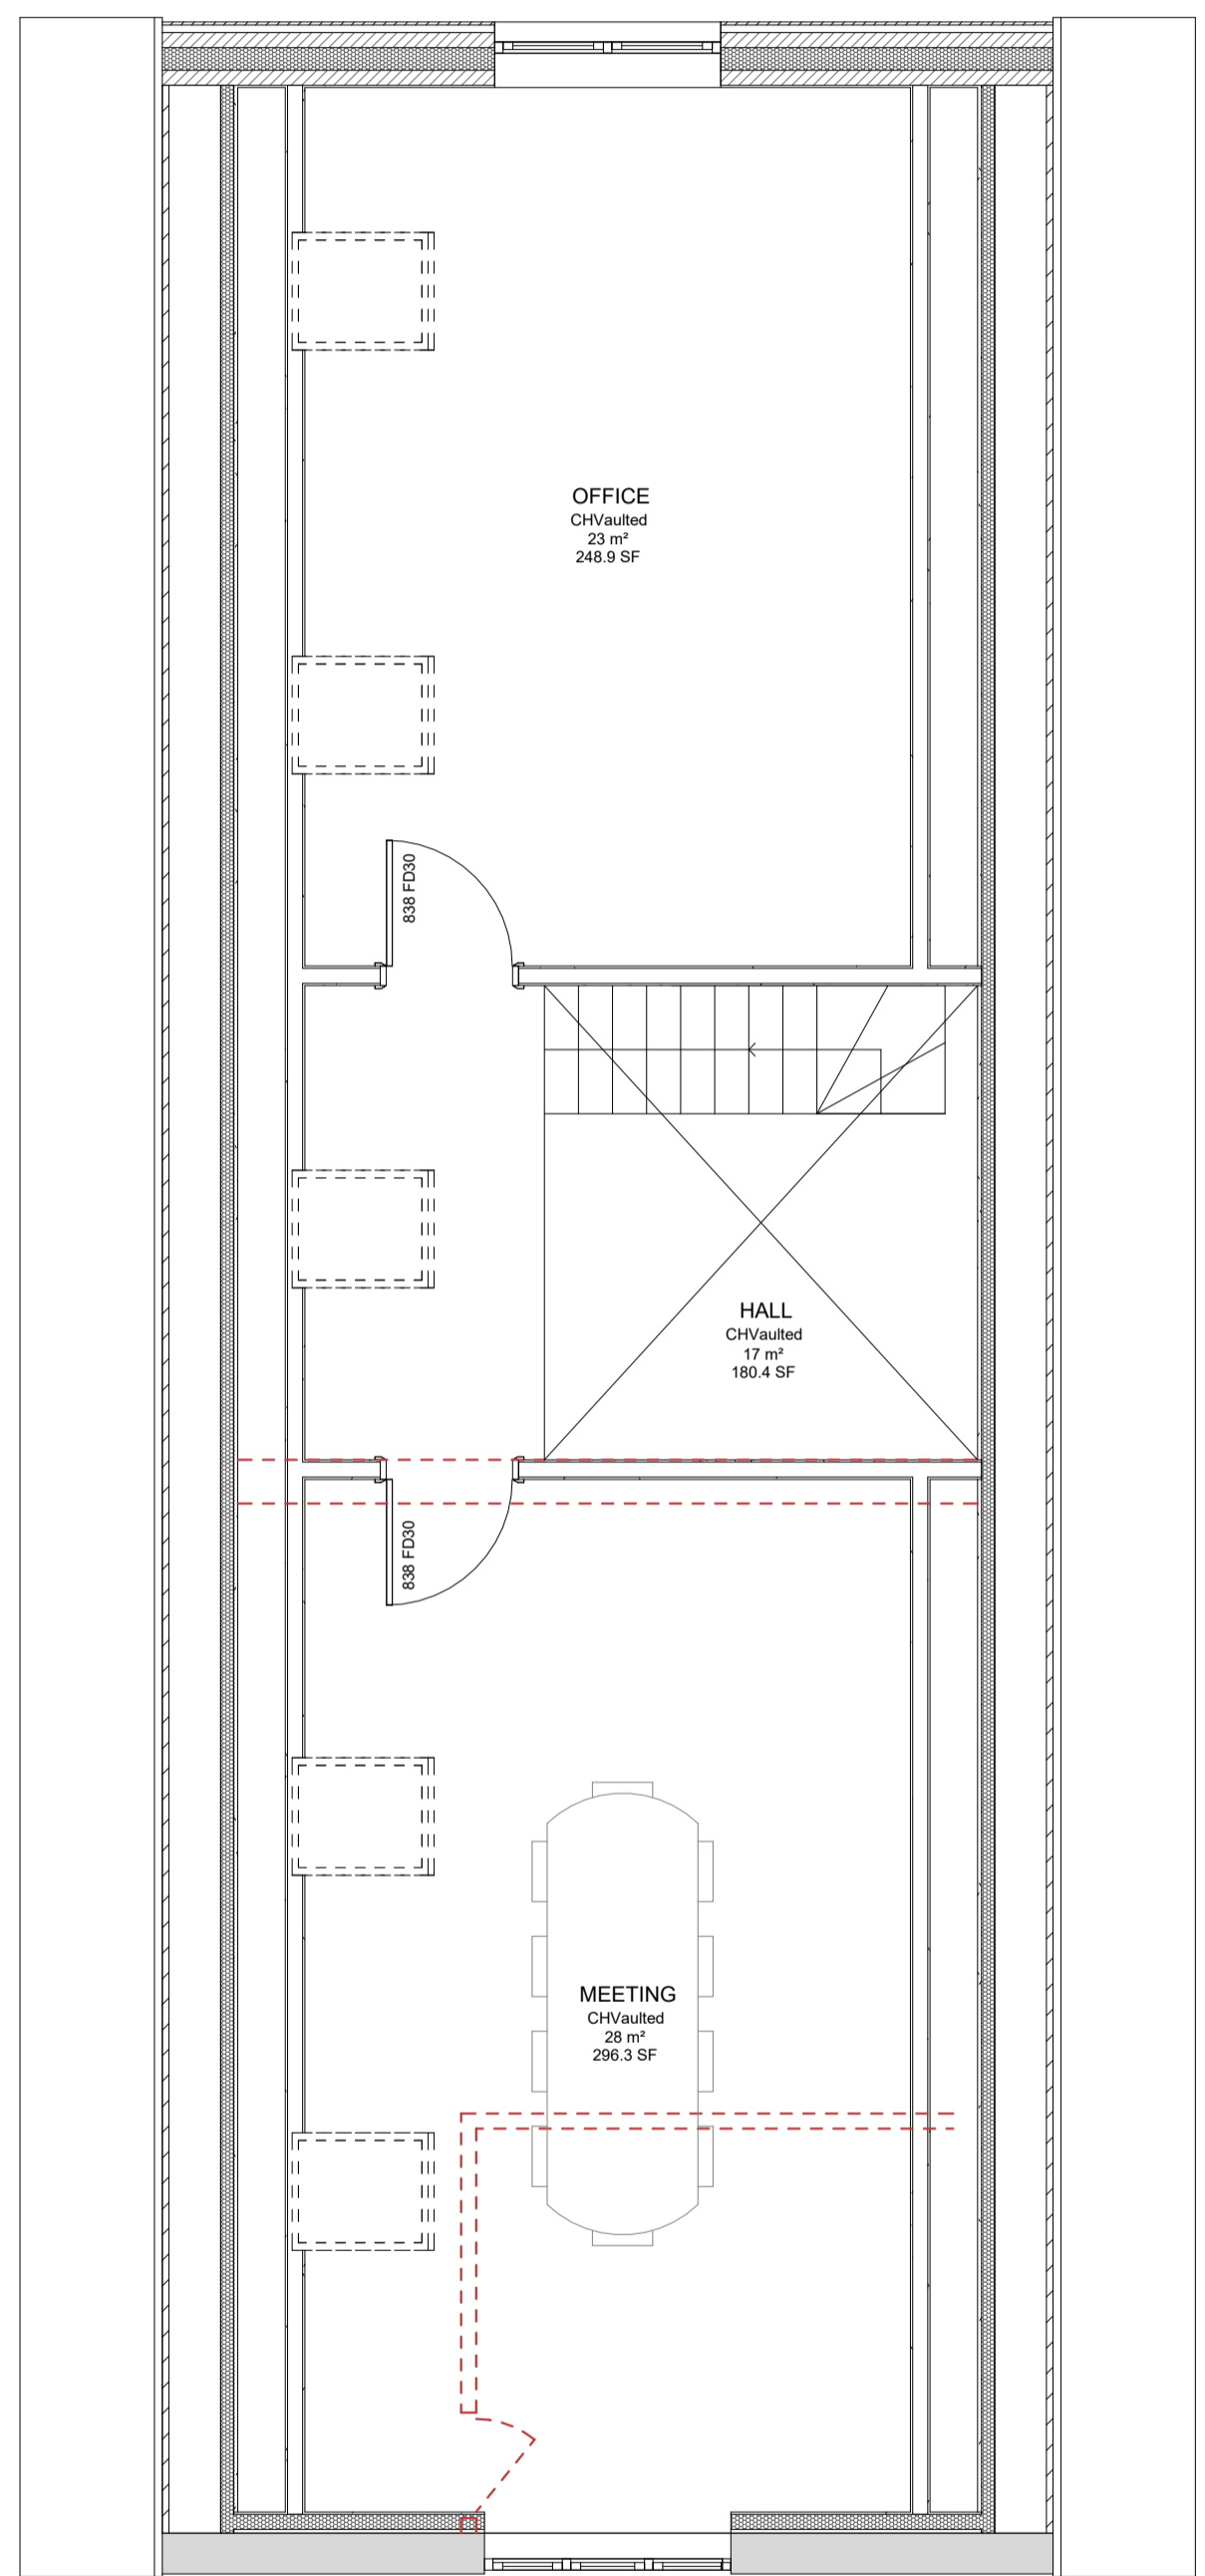 OFFICE
CHVaulted
23 m²
248.9 SF
838 FD30
HALL
CHVaulted
17 m²
180.4 SF
838 FD30
MEETING
CHVaulted
28 m²
296.3 SF